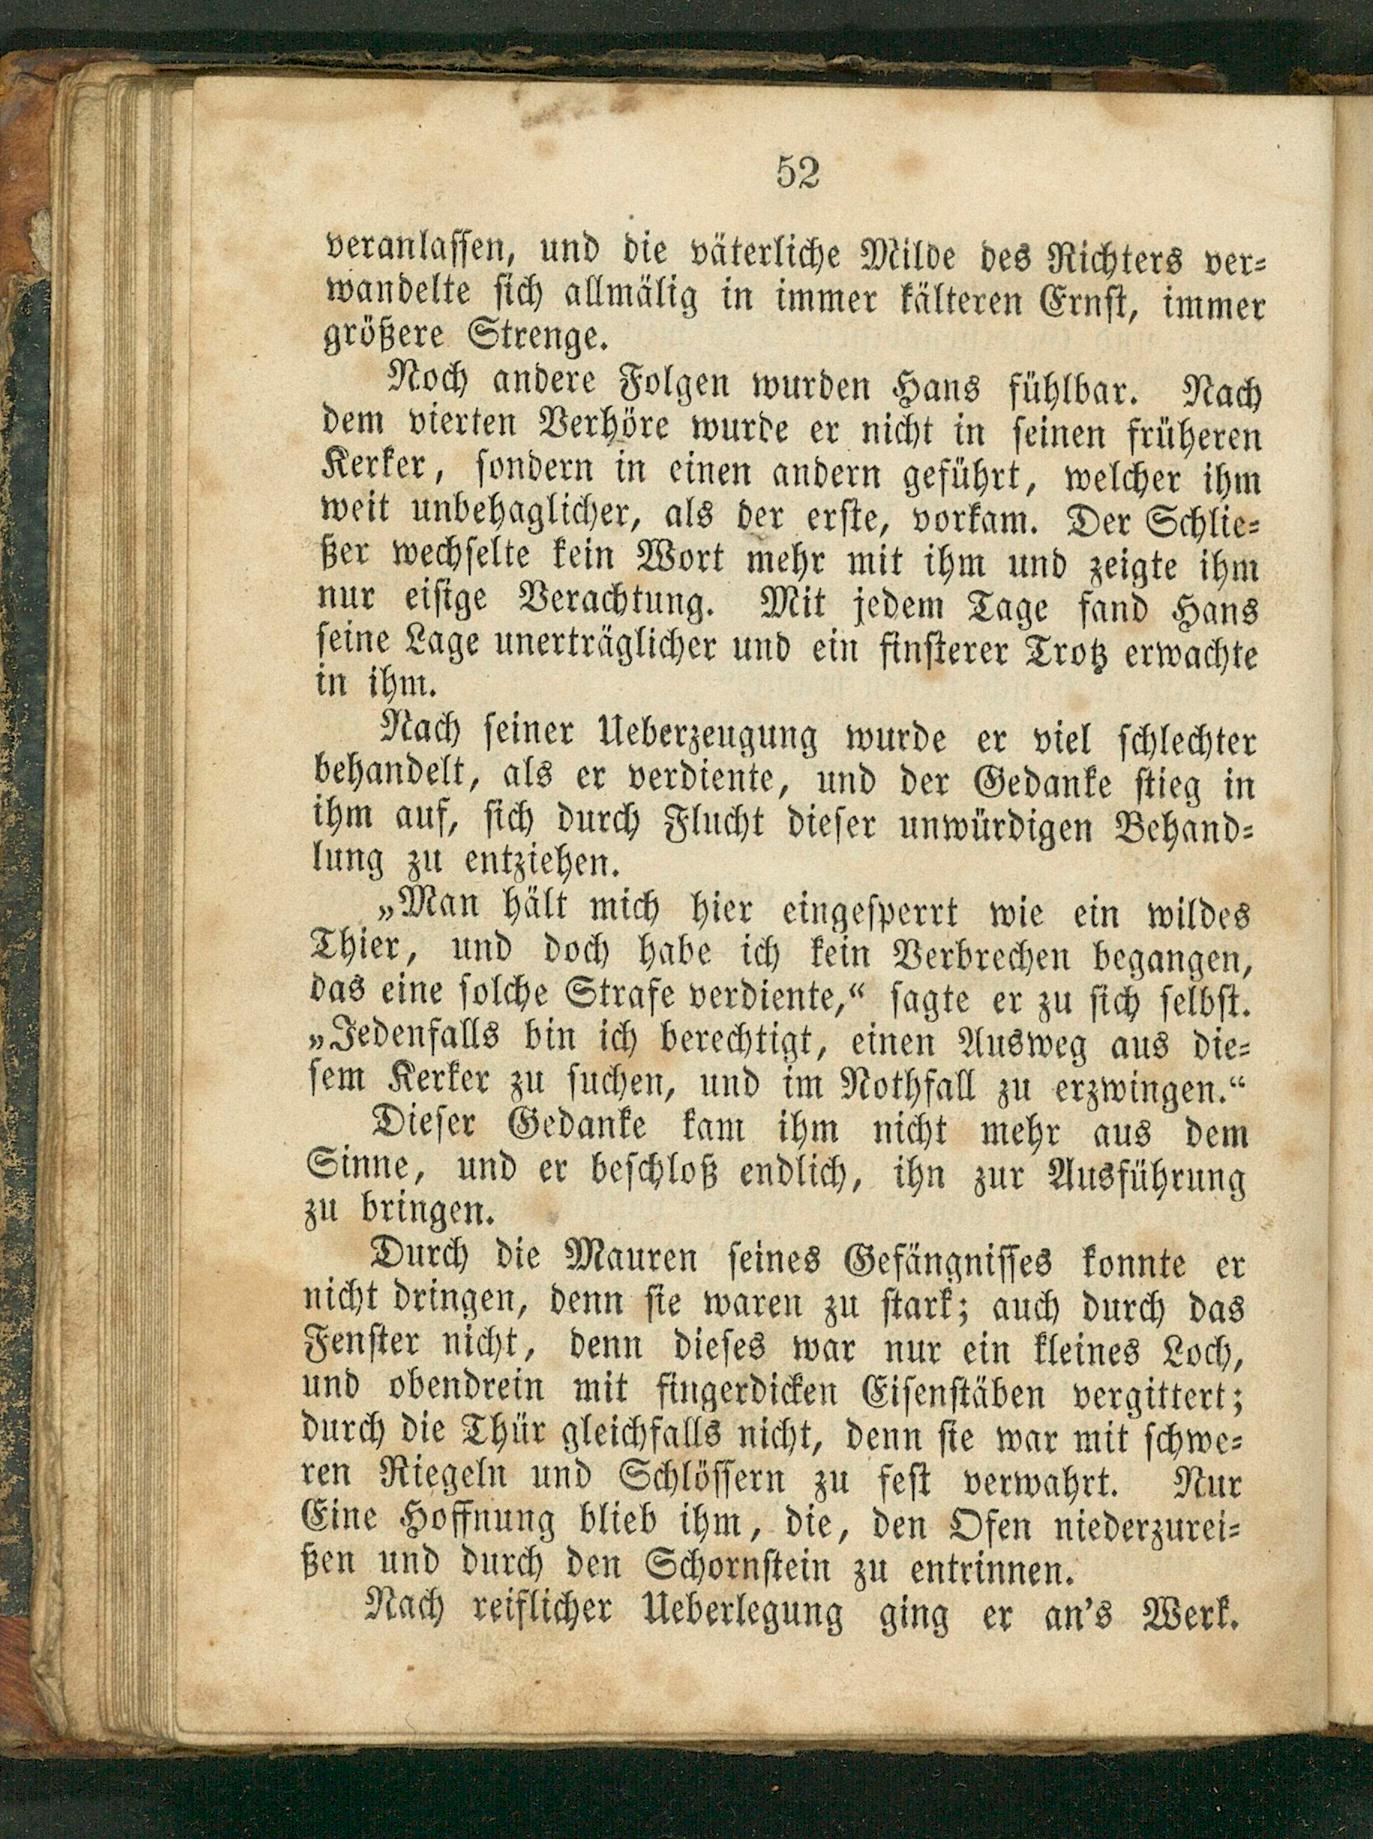 52
veranlassen, und die väterliche Milde des Richters ver-
wandelte sich allmälig in immer kälteren Ernst, immer
größere Strenge.
Noch andere Folgen wurden Hans fühlbar. Nach
dem vierten Verhöre wurde er nicht in seinen früheren
Kerker, sondern in einen andern geführt, welcher ihm
weit unbehaglicher, als der erste, vorkam. Der Schlie-
ßer wechselte kein Wort mehr mit ihm und zeigte ihm
nur eisige Verachtung. Mit jedem Tage fand Hans
seine Lage unerträglicher und ein finsterer Trotz erwachte
in ihm.
Nach seiner Ueberzeugung wurde er viel schlechter
behandelt, als er verdiente, und der Gedanke stieg in
ihm auf, sich durch Flucht dieser unwürdigen Behand-
lung zu entziehen.
„Man hält mich hier eingesperrt wie ein wildes
Thier, und doch habe ich kein Verbrechen begangen,
das eine solche Strafe verdiente,“ sagte er zu sich selbst.
„Jedenfalls bin ich berechtigt, einen Ausweg aus die-
sem Kerker zu suchen, und im Nothfall zu erzwingen.“
Dieser Gedanke kam ihm nicht mehr aus dem
Sinne, und er beschloß endlich, ihn zur Ausführung
zu bringen.
Durch die Mauren seines Gefängnisses konnte er
nicht dringen, denn sie waren zu stark; auch durch das
Fenster nicht, denn dieses war nur ein kleines Loch,
und obendrein mit fingerdicken Eisenstäben vergittert;
durch die Thür gleichfalls nicht, denn sie war mit schwe-
ren Riegeln und Schlössern zu fest verwahrt. Nur
Eine Hoffnung blieb ihm, die, den Ofen niederzurei-
ßen und durch den Schornstein zu entrinnen.
Nach reiflicher Ueberlegung ging er an's Werk.